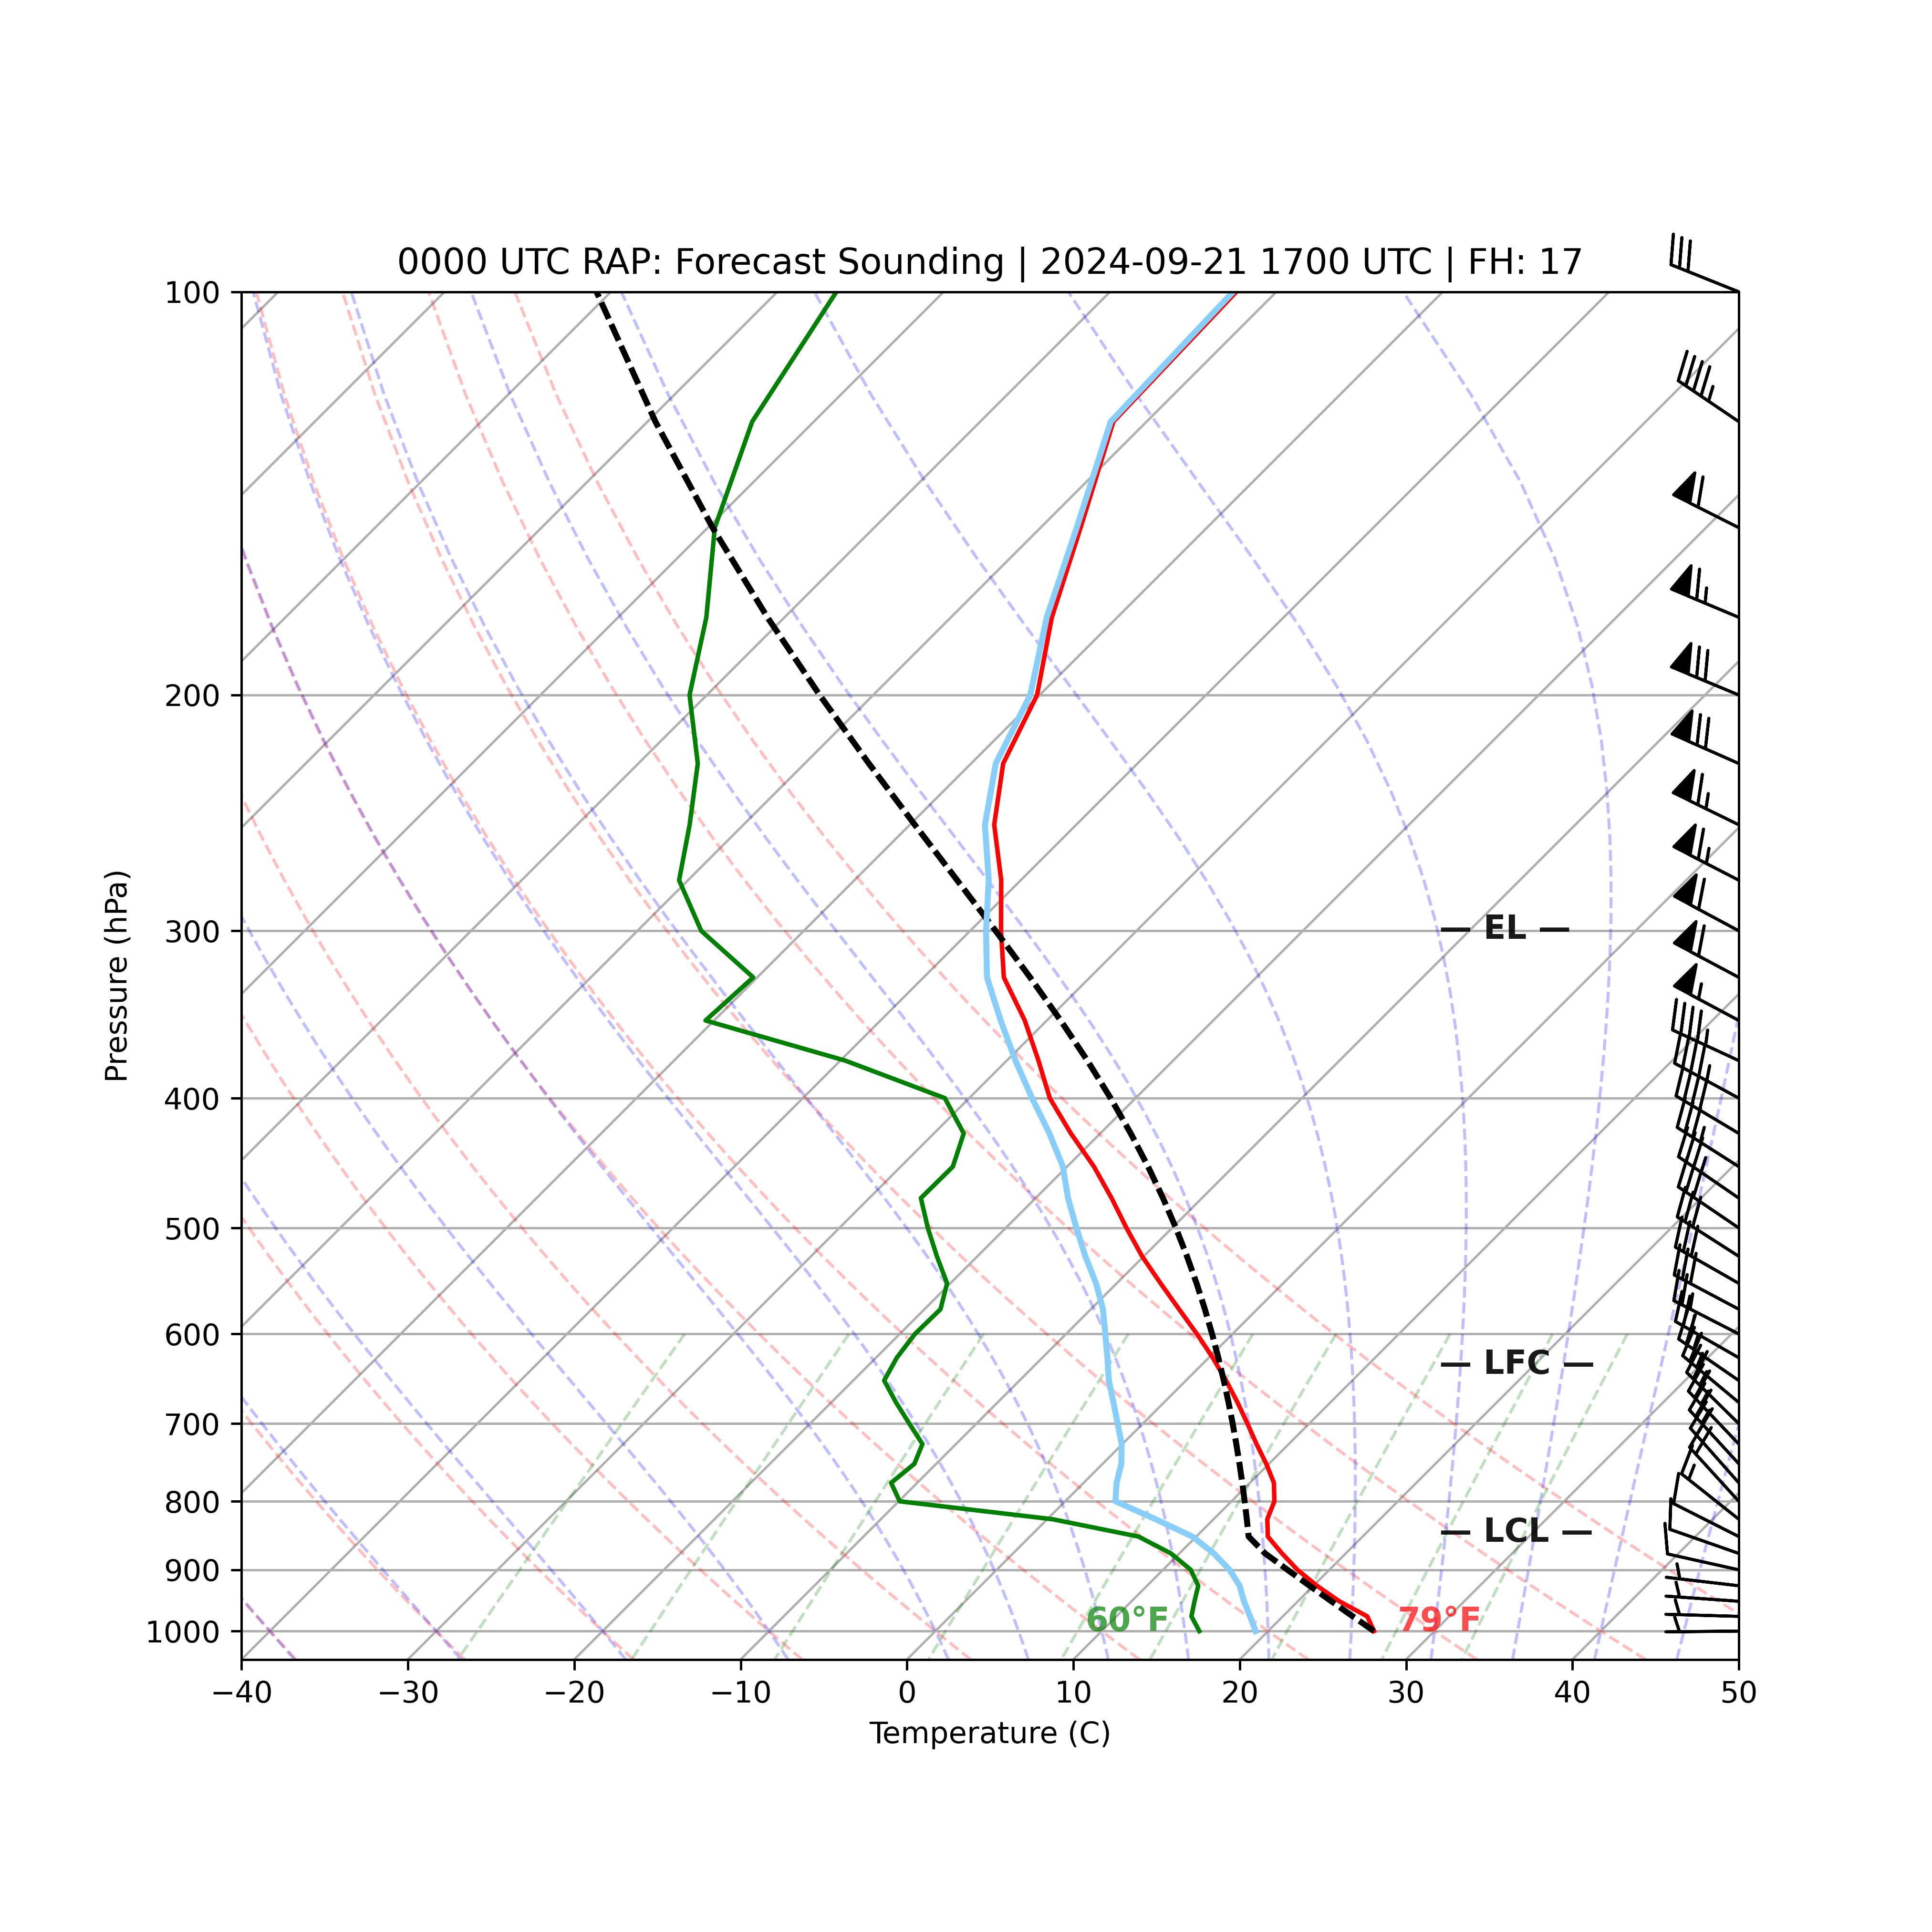 0000 UTC RAP: Forecast Sounding | 2024-09-21 1700 UTC | FH: 17
100
200
300
— EL —
Pressure (hPa)
400
500
600
— LFC —
700
800
— LCL —
900
1000
60°F
79°F
−40 −30 −20 −10 0 10 20 30 40 50
Temperature (C)